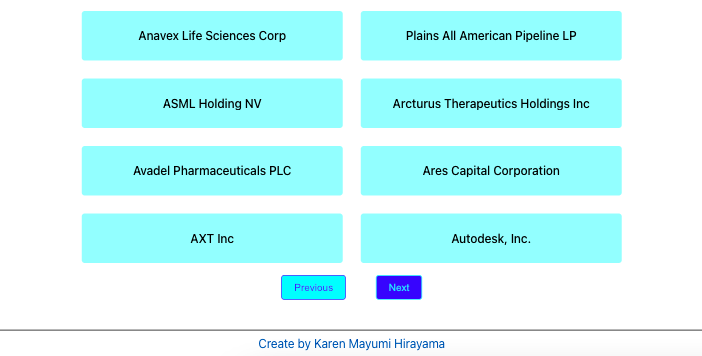 Anavex Life Sciences Corp
Plains All American Pipeline LP
ASML Holding NV
Arcturus Therapeutics Holdings Inc
Avadel Pharmaceuticals PLC
Ares Capital Corporation
AXT Inc
Autodesk, Inc.
Previous
Next
Create by Karen Mayumi Hirayama